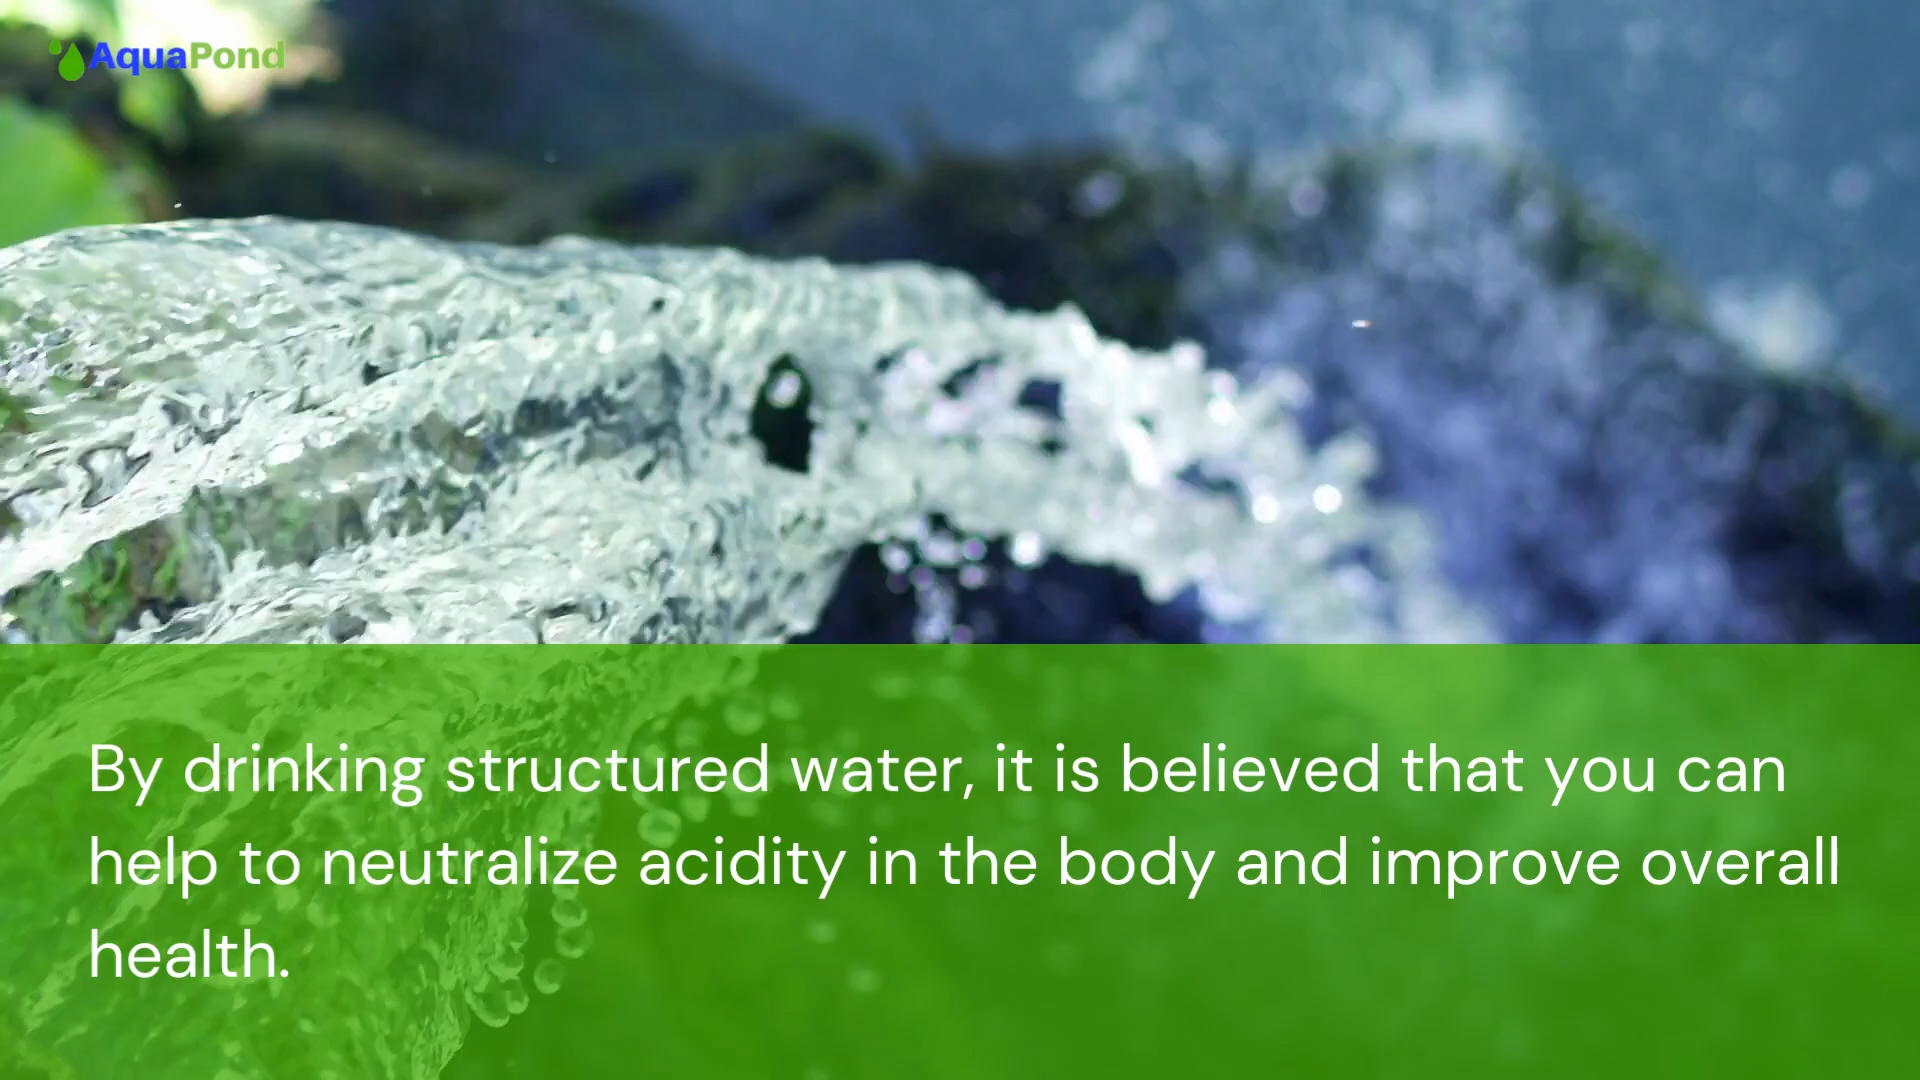 AquaPond
By drinking structured water, it is believed that you can
help to neutralize acidity in the body and improve overall
health.